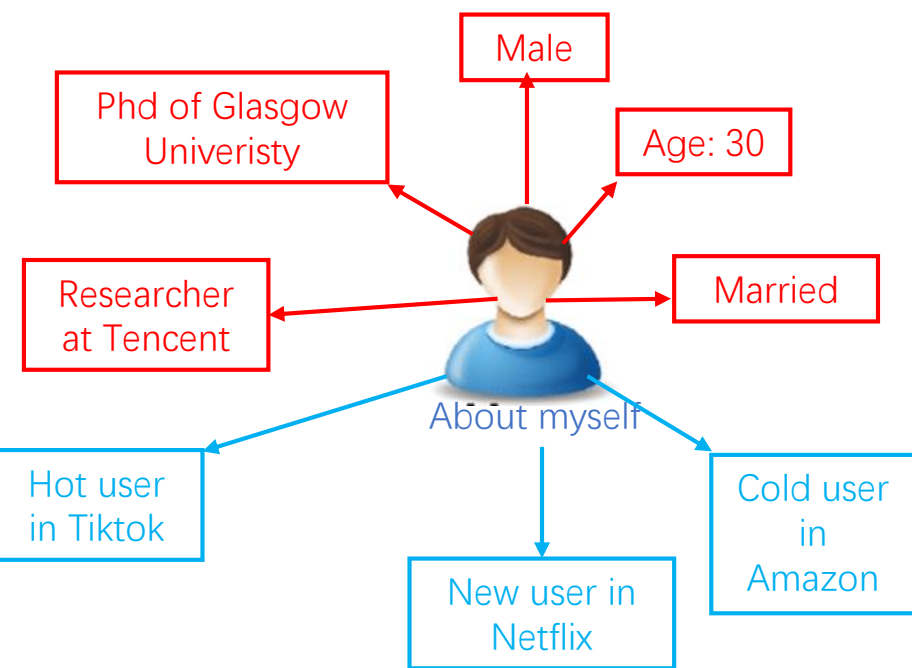 Male
Phd of Glasgow
Univeristy
Age: 30
Researcher
at Tencent
Married
About myself
Hot user
in Tiktok
New user in
Netflix
Cold user
in
Amazon